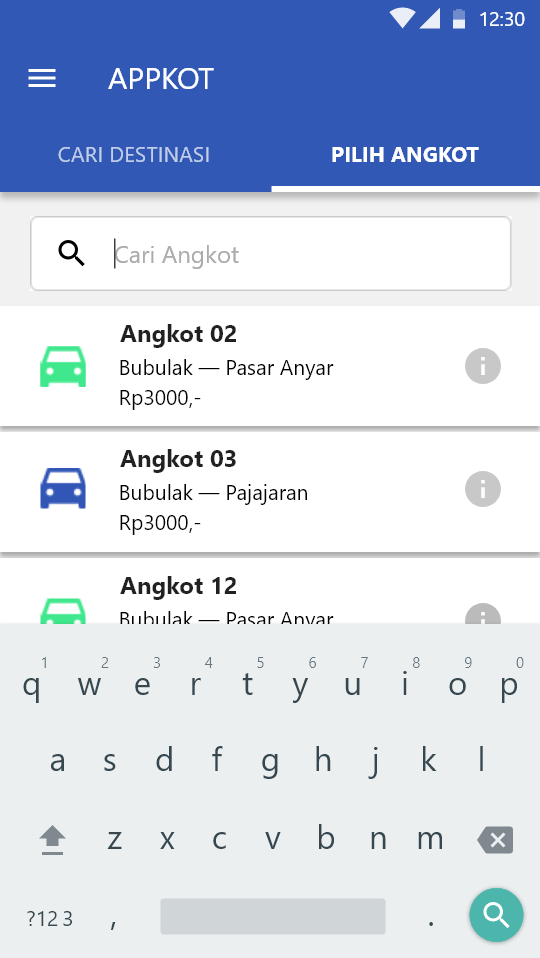 12:30
APPKOT
CARI DESTINASI PILIH ANGKOT
Cari Angkot
Angkot 02
Bubulak — Pasar Anyar
Rp3000,-
Angkot 03
Bubulak — Pajajaran
Rp3000,-
Angkot 12
Bubulak — Pasar Anyar
1 2 3 4 5 6 7 8 9 0
q w e r t y u i o p
a s d f g h j k l
z x c v b n m
?123 , .